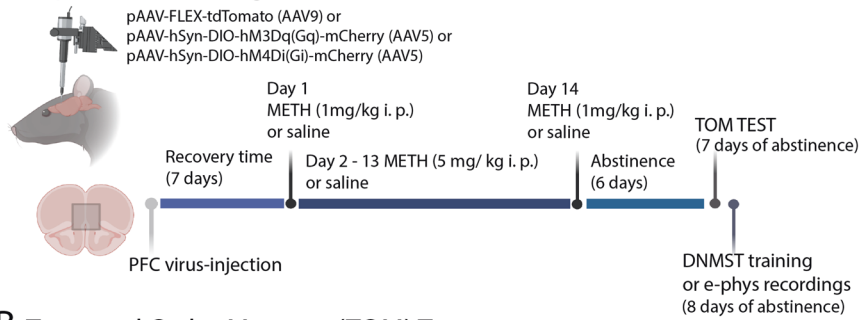 pAAV-FLEX-tdTomato (AAV9) or
pAAV-hSyn-DIO-hM3Dq(Gq)-mCherry (AAV5) or
pAAV-hSyn-DIO-hM4Di(Gi)-mCherry (AAV5)
Day 1
METH (1mg/kg i. p.)
or saline
Day 14
METH (1mg/kg i. p.)
or saline
TOM TEST
(7 days of abstinence)
Recovery time
(7 days)
Day 2 - 13 METH (5 mg/ kg i. p.)
or saline
Abstinence
(6 days)
PFC virus-injection
DNMST training
or e-phys recordings
(8 days of abstinence)